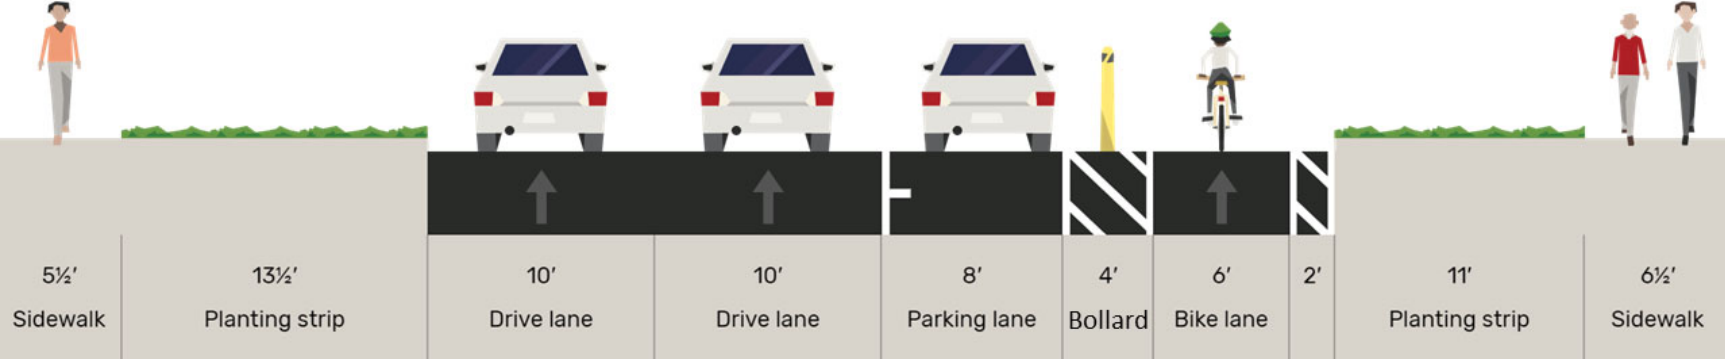 5½′ 13½′ 10′ 10′ 8′ 4′ 6′ 2′ 11′ 6½′
Sidewalk Planting strip Drive lane Drive lane Parking lane Bollard Bike lane Planting strip Sidewalk